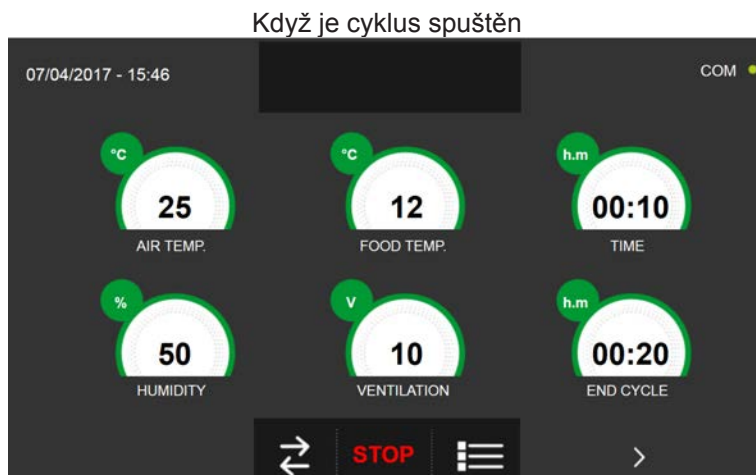 Když je cyklus spuštěn
07/04/2017 - 15:46
COM
°C
25
AIR TEMP.
°C
12
FOOD TEMP.
h.m
00:10
TIME
%
50
HUMIDITY
V
10
VENTILATION
h.m
00:20
END CYCLE
STOP